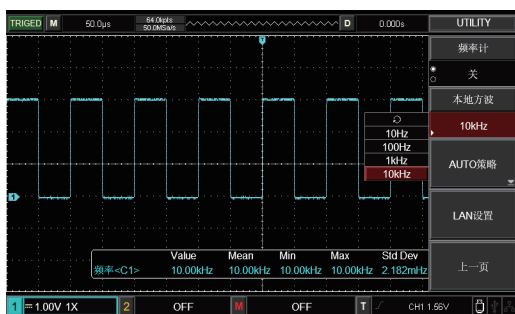 TRIGED M 50.0μs 64.0kpts D 0.000s UTILITY
50.0MSa/s
频率计
关
本地方波
10kHz
10Hz
100Hz
1kHz
10kHz
AUTO策略
LAN设置
上一页
1
Value Mean Min Max Std Dev
频率<C1> 10.00kHz 10.00kHz 10.00kHz 10.00kHz 2.182mHz
1 1.00V 1X 2 OFF M OFF T CH1 1.56V